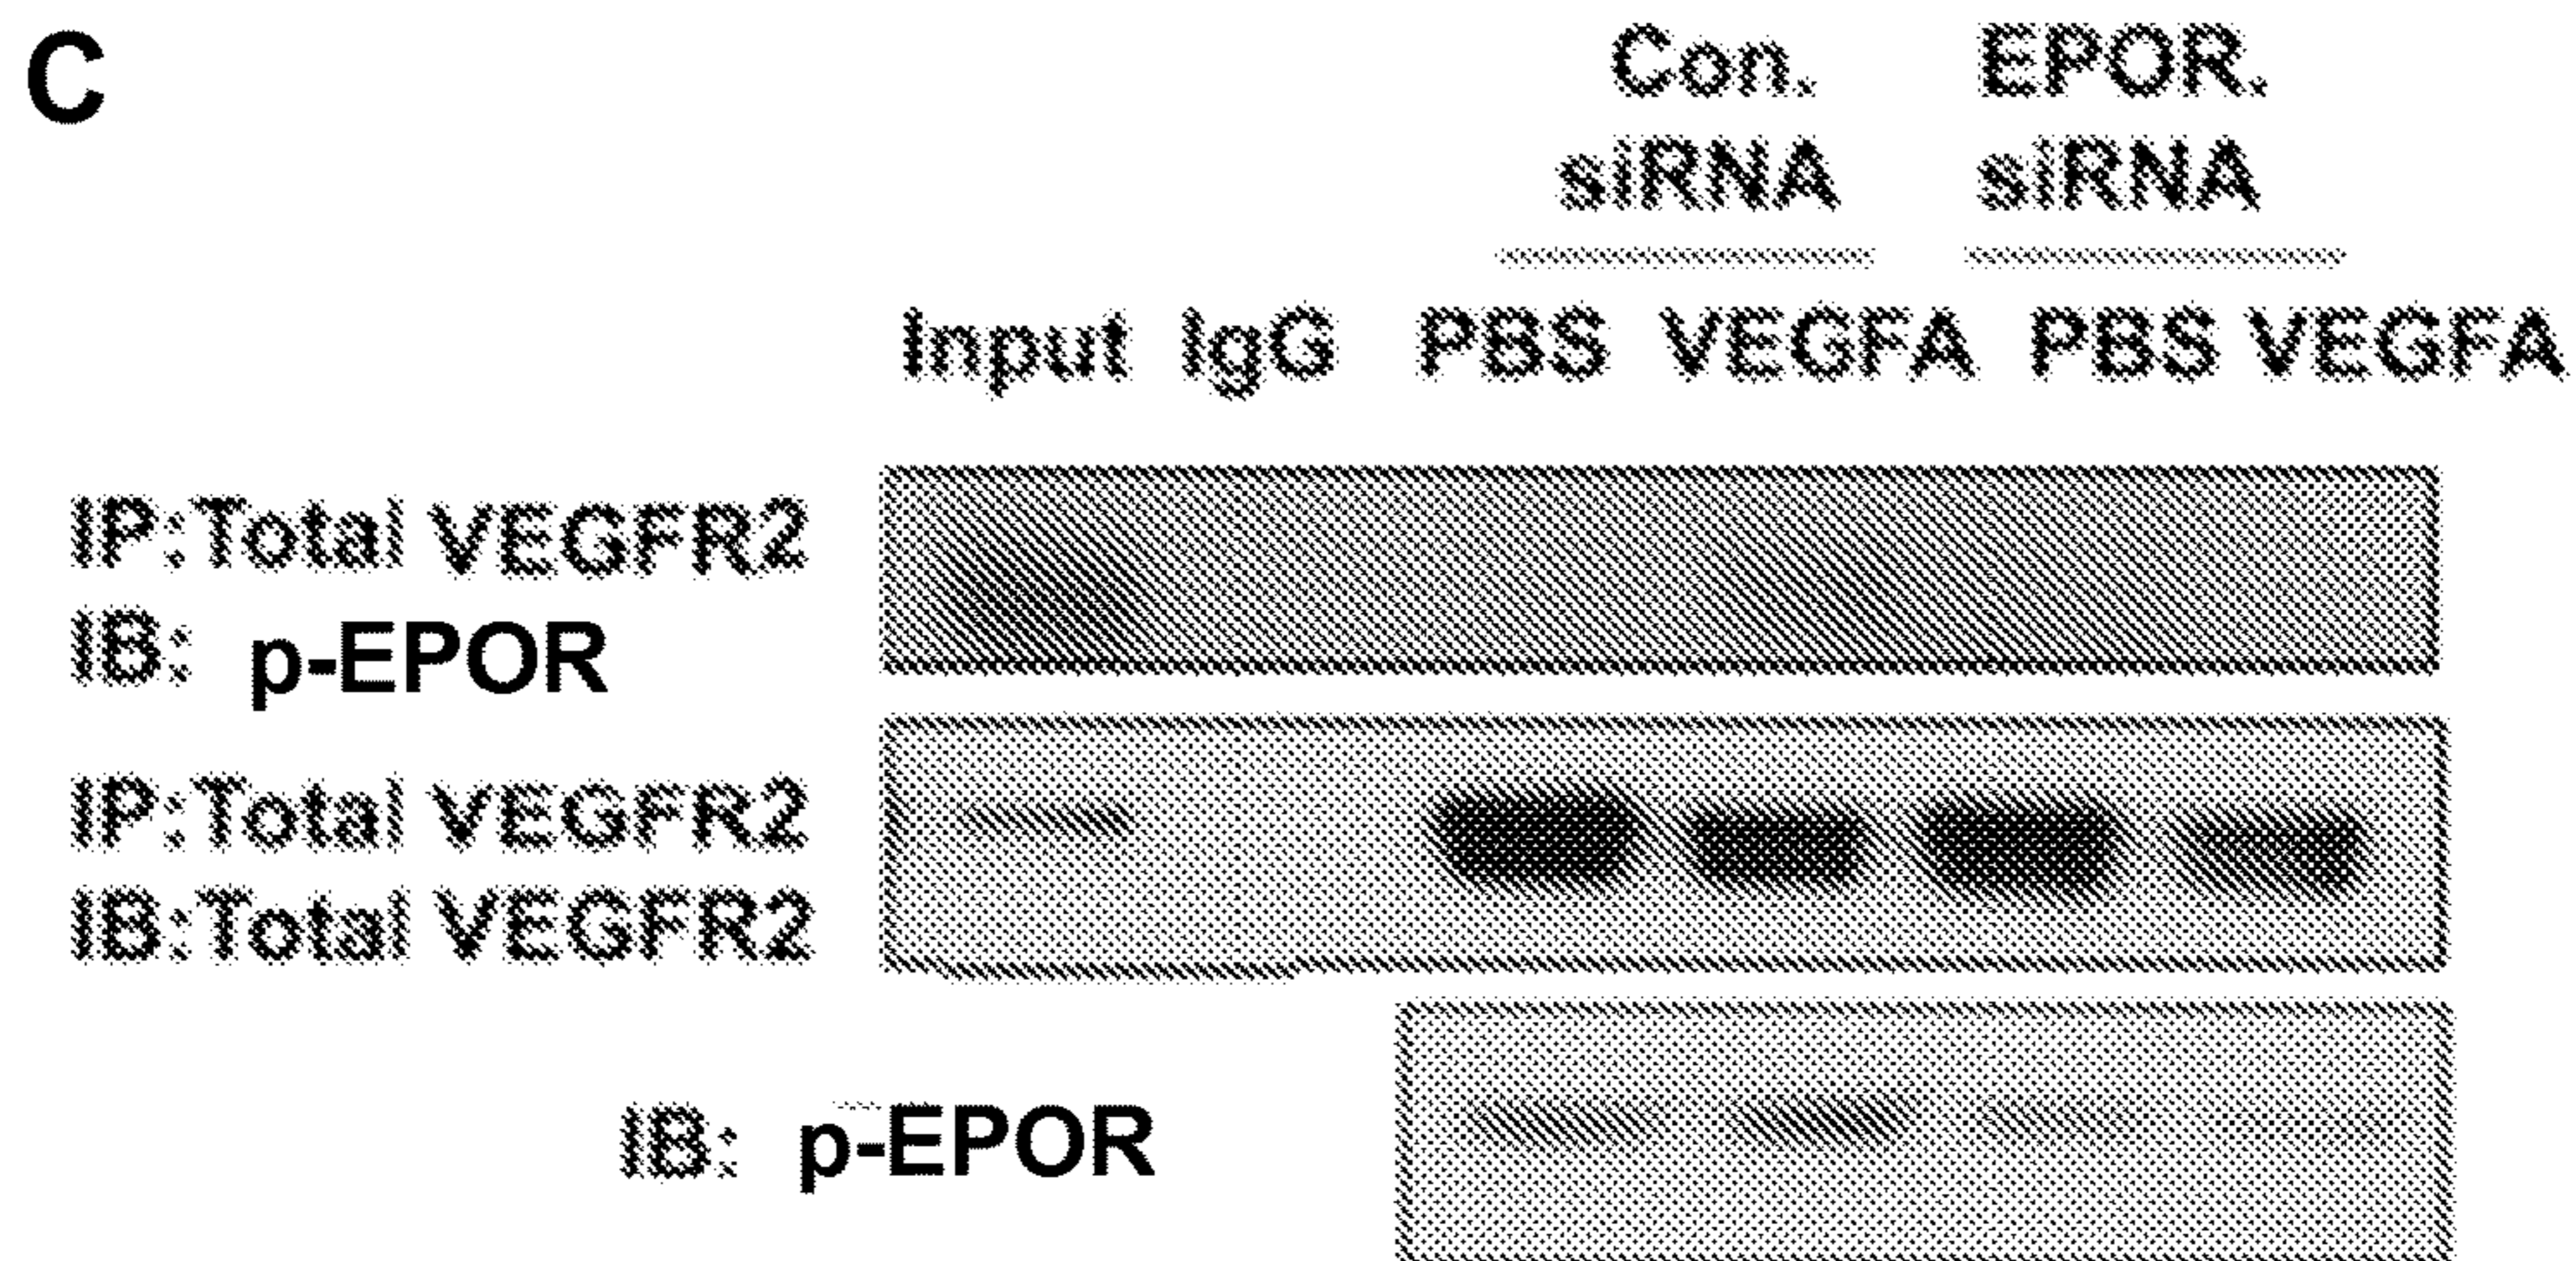 C
Con. EPOR.
siRNA siRNA
Input IgG PBS VEGFA PBS VEGFA
IP:Total VEGFR2
IB: p-EPOR
IP:Total VEGFR2
IB:Total VEGFR2
IB: p-EPOR